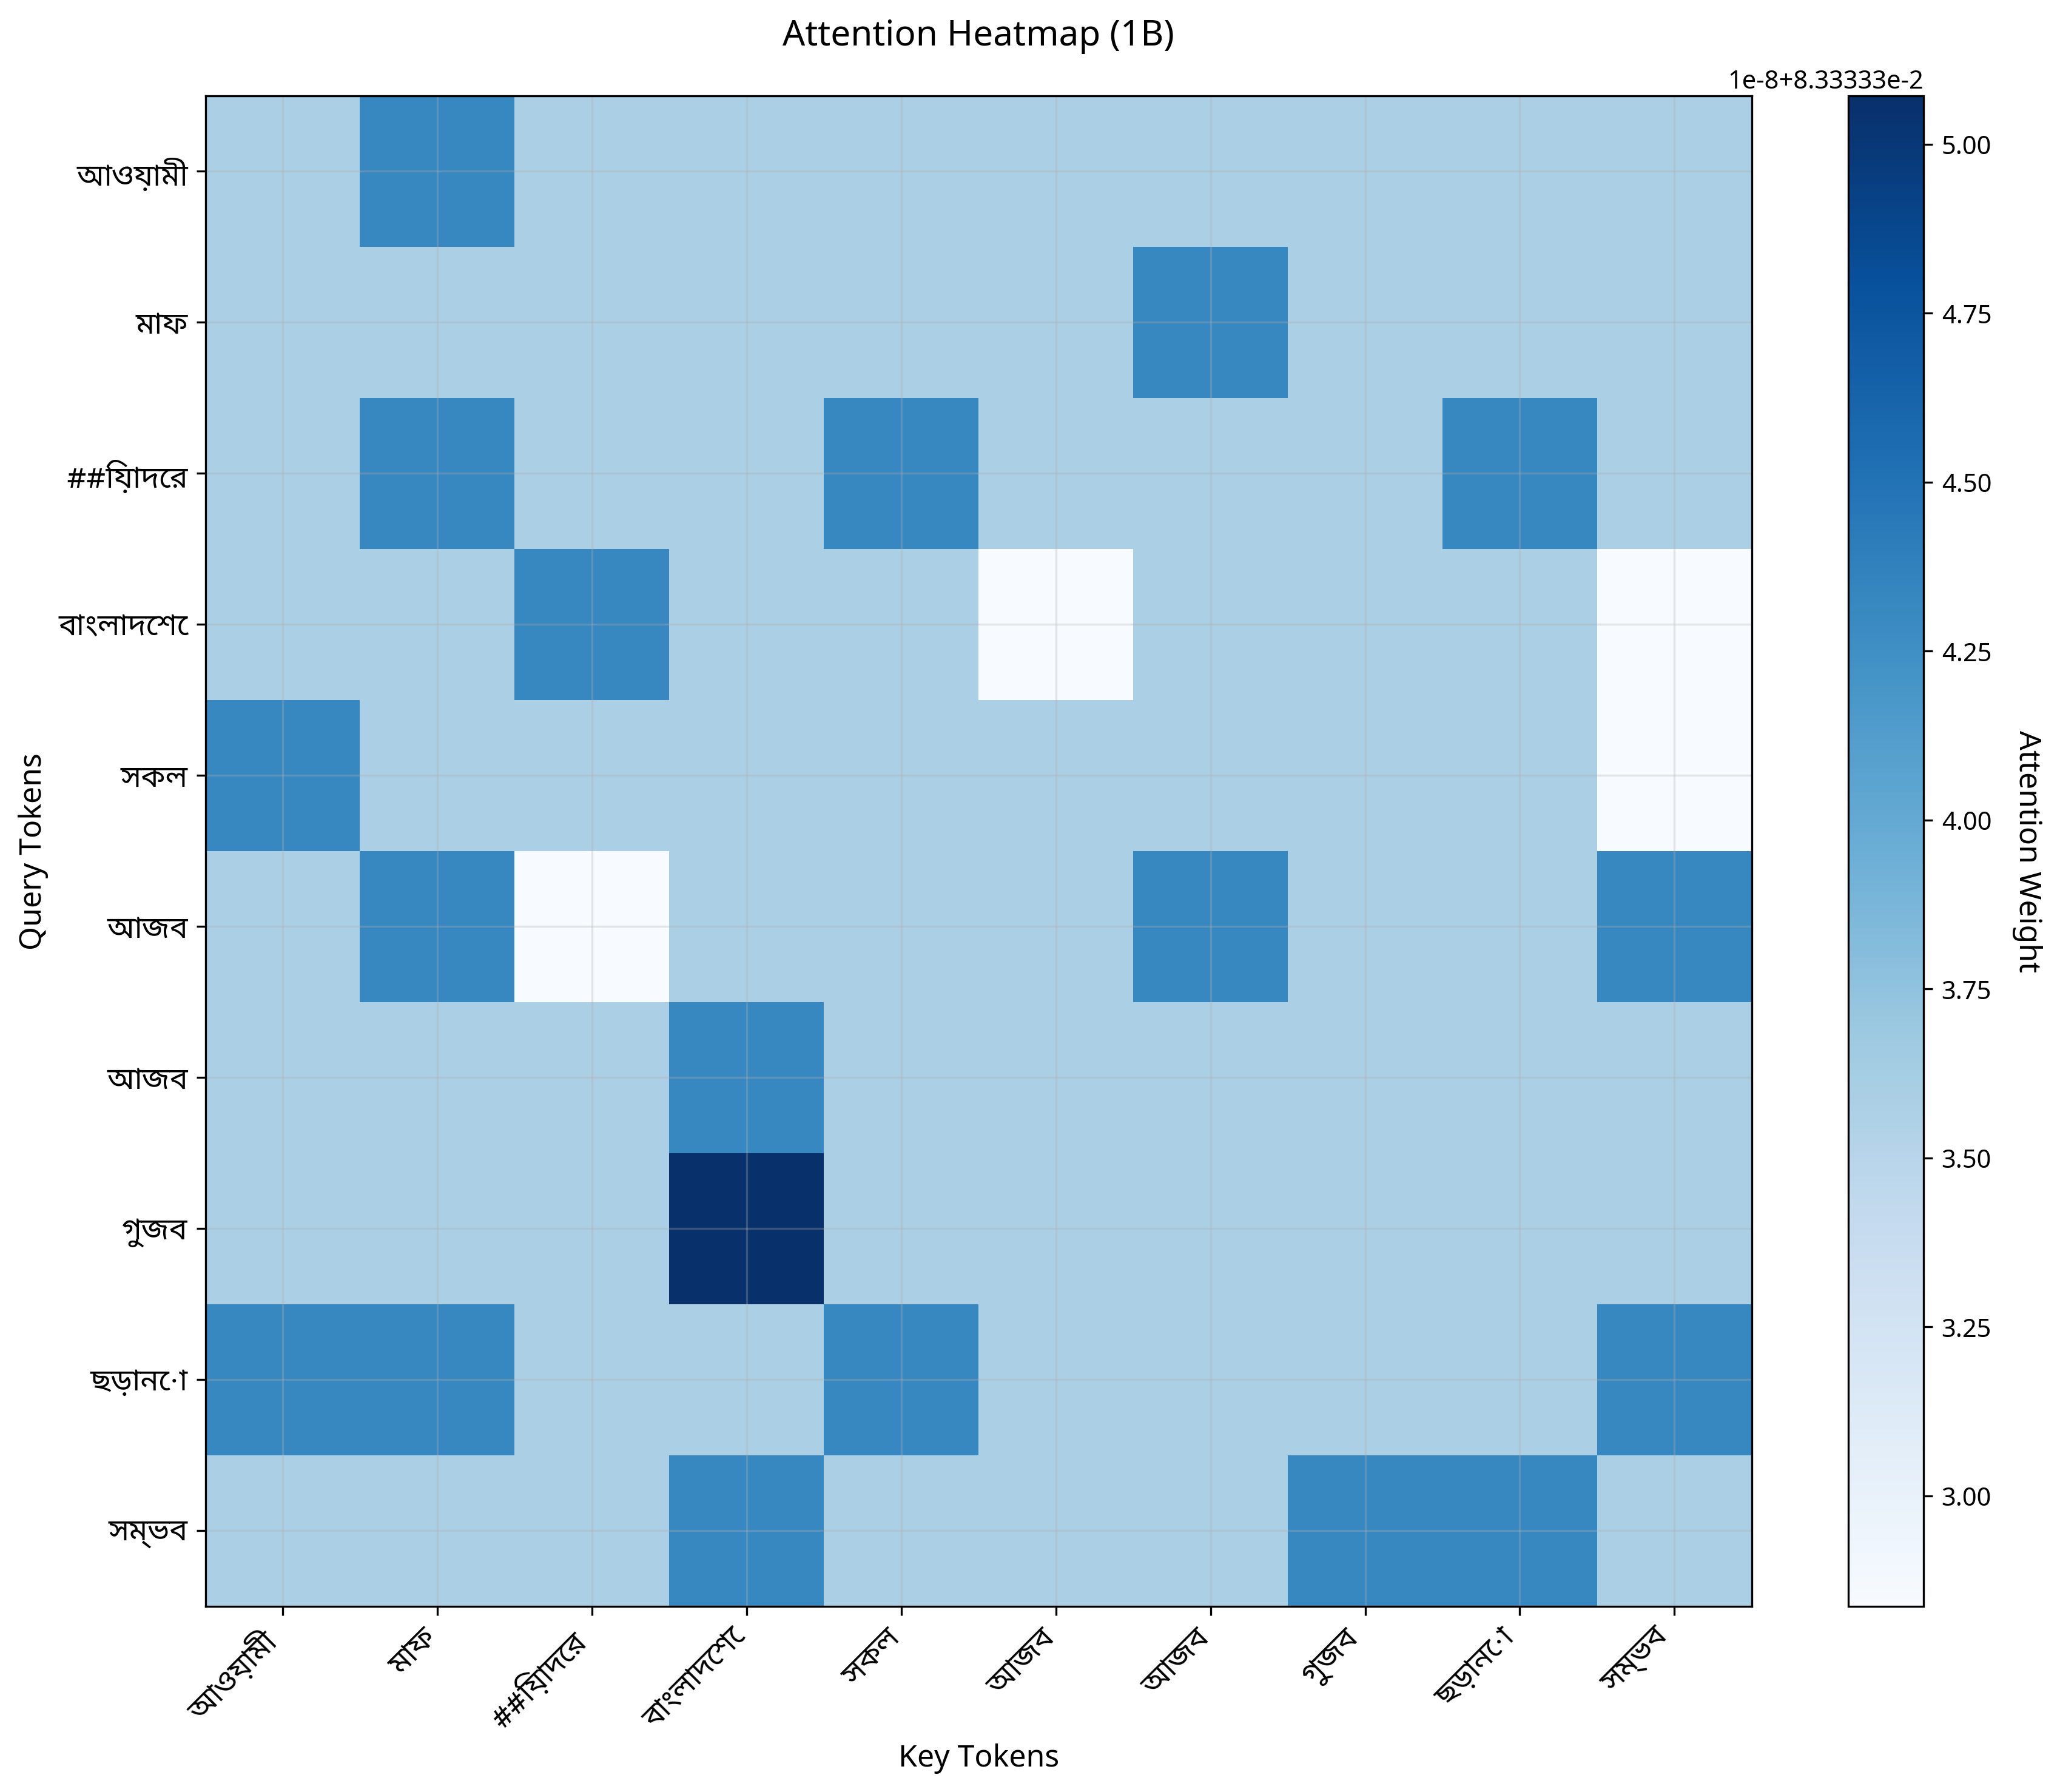 Attention Heatmap (1B)
1e-8+8.33333e-2
আওয়ামী
মাফ
##য়িাদরে
বাংলাদশেে
সকল
আজব
আজব
গুজব
ছড়ানো
সম্ভব
Query Tokens
আওয়ামী
মাফ
##য়িাদরে
বাংলাদশেে
সকল
আজব
আজব
গুজব
ছড়ানো
সম্ভব
Key Tokens
5.00
4.75
4.50
4.25
4.00
3.75
3.50
3.25
3.00
Attention Weight